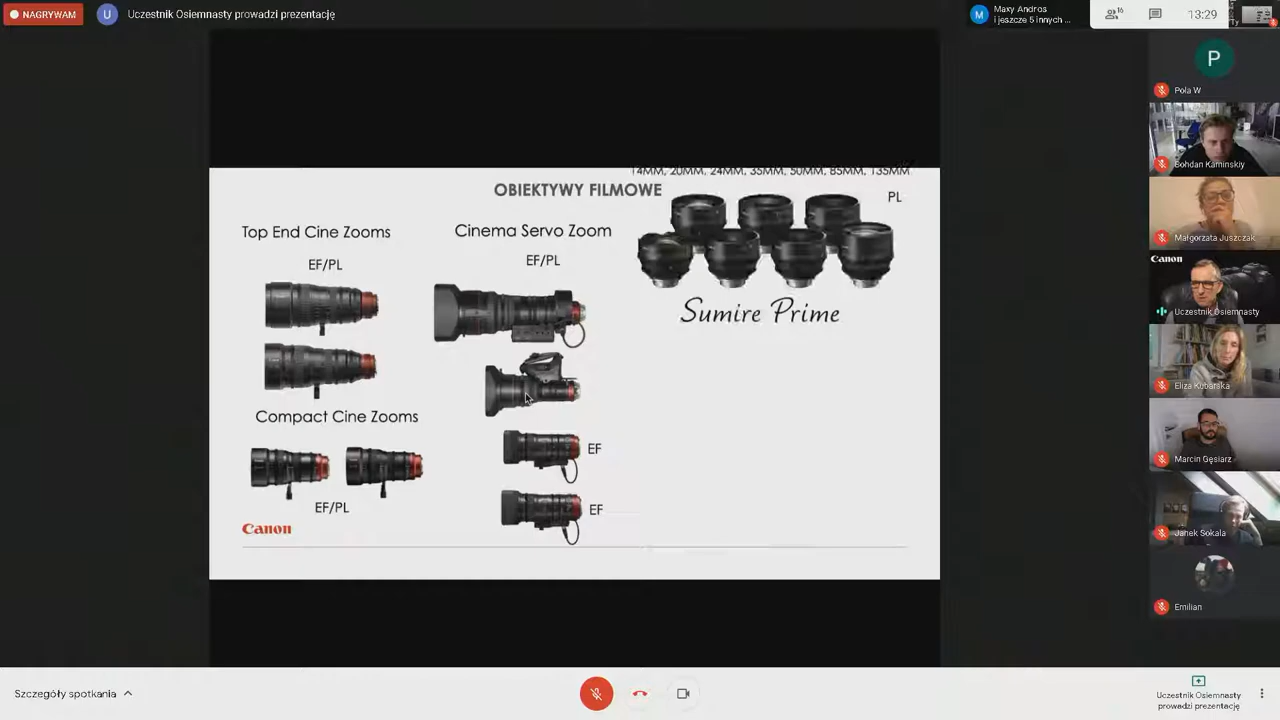 NAGRYWAM
U
Uczestnik Osiemnasty prowadzi prezentację
M
Maxy Andros
i jeszcze 5 innych ...
16
13:29
Ty
14MM, 20MM, 24MM, 35MM, 50MM, 85MM, 135MM
OBIEKTYWY FILMOWE
PL
Top End Cine Zooms
EF/PL
Cinema Servo Zoom
EF/PL
Sumire Prime
Compact Cine Zooms
EF/PL
EF
EF
Canon
P
Pola W
Bohdan Kaminskiy
Małgorzata Juszczak
Canon
Uczestnik Osiemnasty
Eliza Kubarska
Marcin Gęsiarz
Janek Sokala
Emilian
Szczegóły spotkania
Uczestnik Osiemnasty
prowadzi prezentację